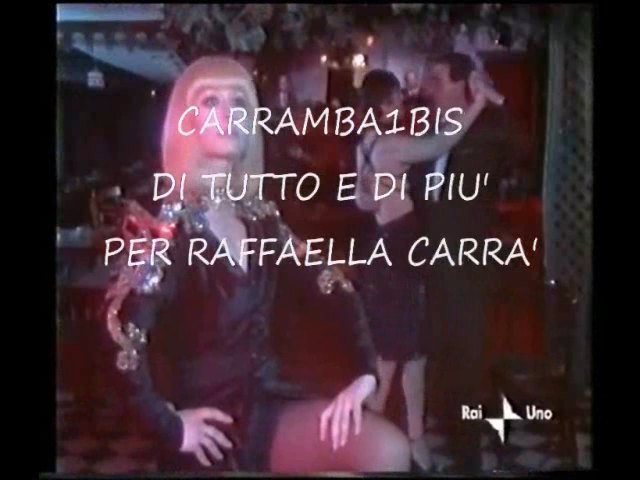 CARRAMBA1BIS
DI TUTTO E DI PIU'
PER RAFFAELLA CARRA'
Rai Uno